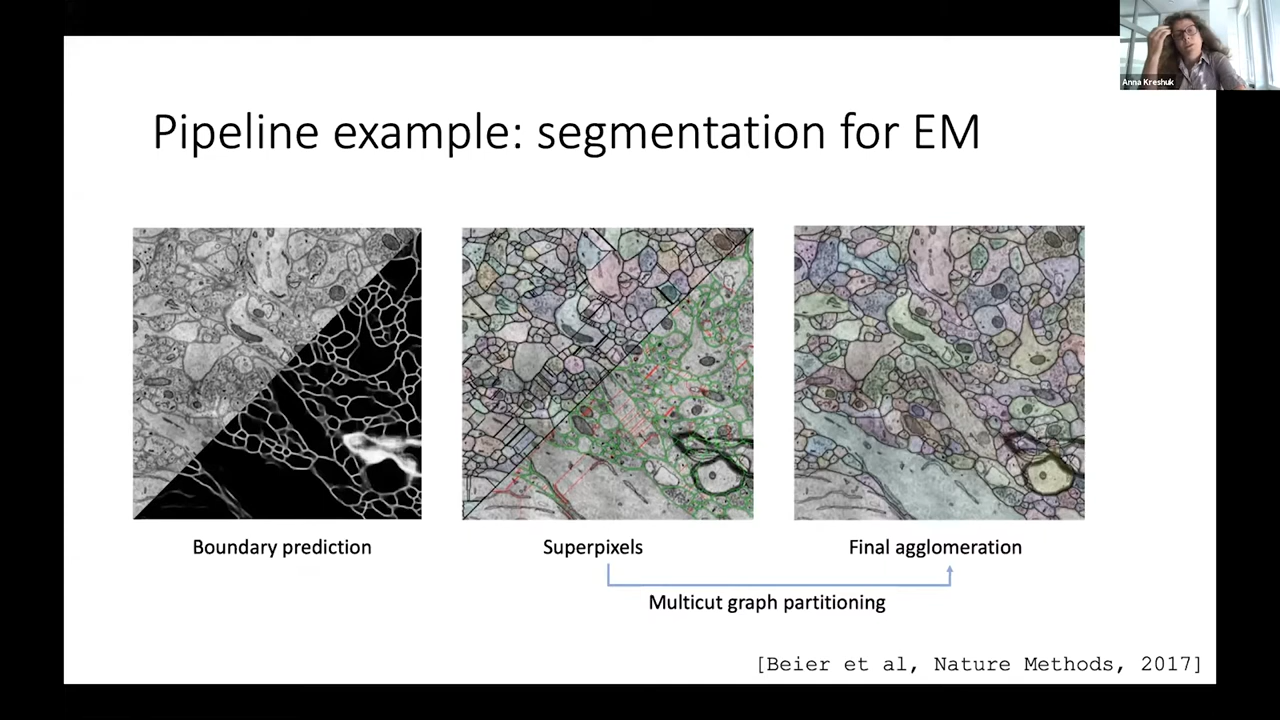 Anna Kreshuk
Pipeline example: segmentation for EM
Boundary prediction
Superpixels
Final agglomeration
Multicut graph partitioning
[Beier et al, Nature Methods, 2017]